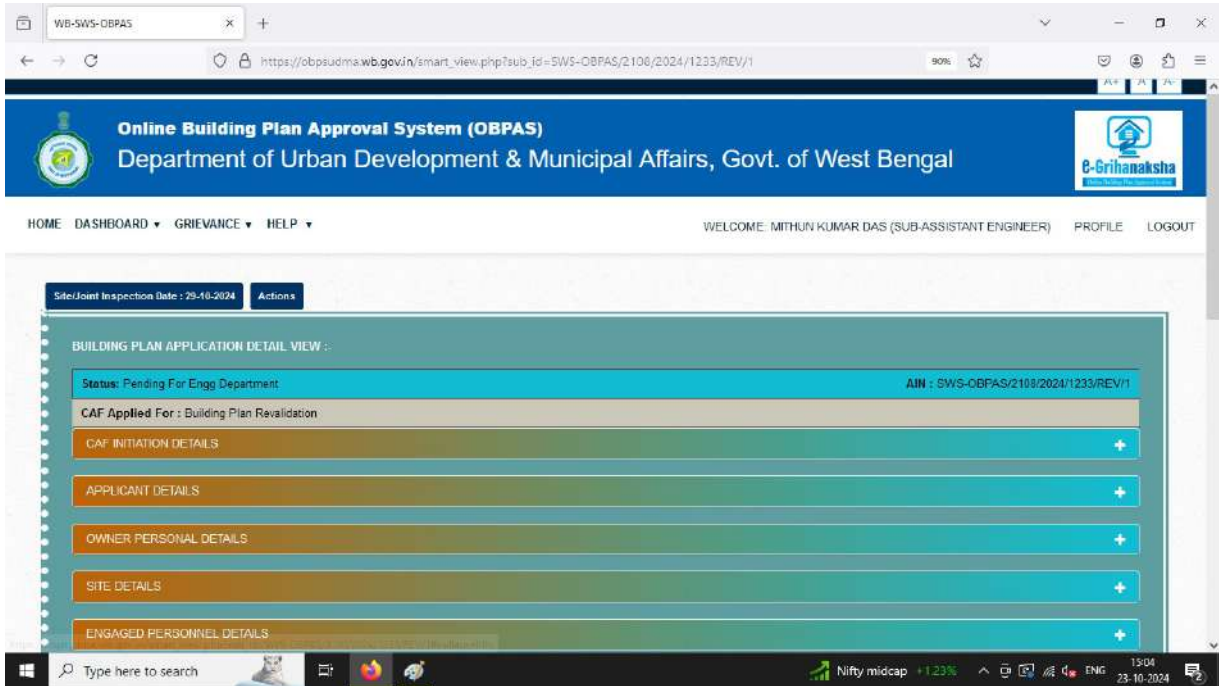 WB-SWS-OBPAS
https://obpsudma.wb.gov.in/smart_view.php?sub_id=SWS-OBPAS/2108/2024/1233/REV/1
90%
A+ A A-
Online Building Plan Approval System (OBPAS)
Department of Urban Development & Municipal Affairs, Govt. of West Bengal
e-Grihanaksha
HOME DASHBOARD GRIEVANCE HELP
WELCOME: MITHUN KUMAR DAS (SUB-ASSISTANT ENGINEER) PROFILE LOGOUT
Site/Joint Inspection Date : 29-10-2024 Actions
BUILDING PLAN APPLICATION DETAIL VIEW :-
Status: Pending For Engg Department AIN : SWS-OBPAS/2108/2024/1233/REV/1
CAF Applied For : Building Plan Revalidation
CAF INITIATION DETAILS
APPLICANT DETAILS
OWNER PERSONAL DETAILS
SITE DETAILS
ENGAGED PERSONNEL DETAILS
Type here to search
Nifty midcap +1.23%
ENG
15:04
23-10-2024